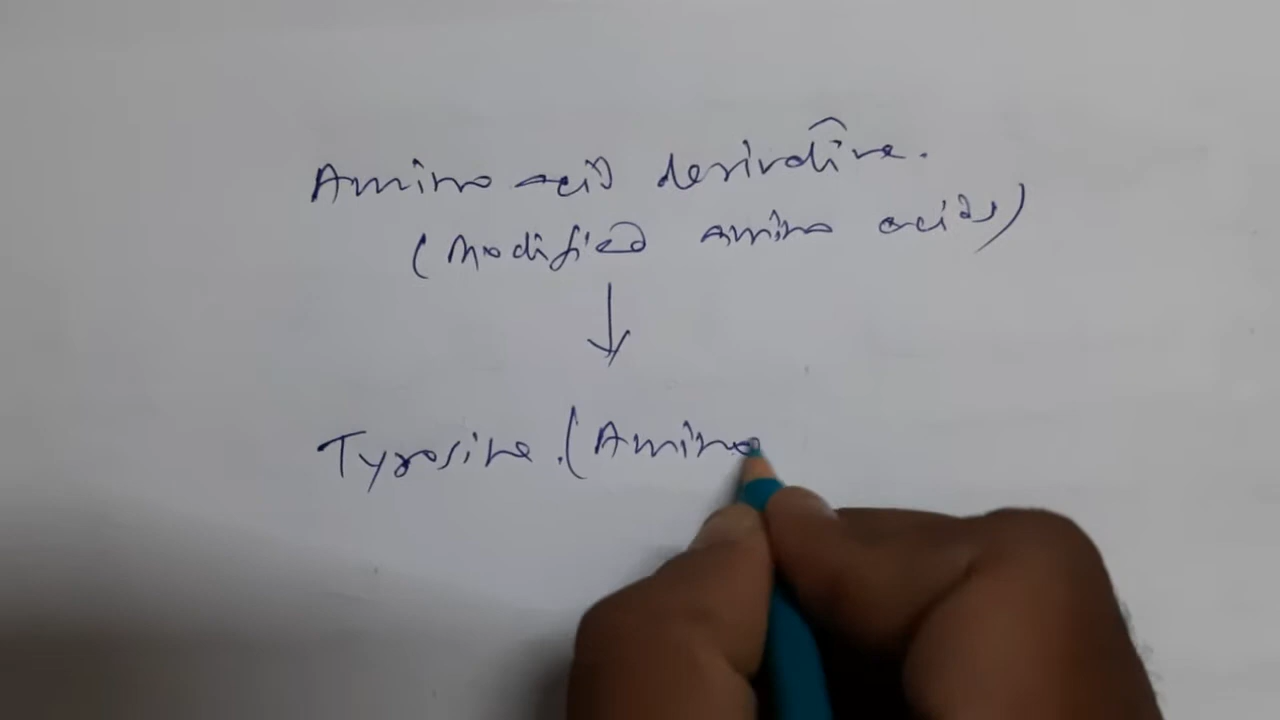 Amino acid derivative.
(Modified amino acids)
Tyrosine. (Amino